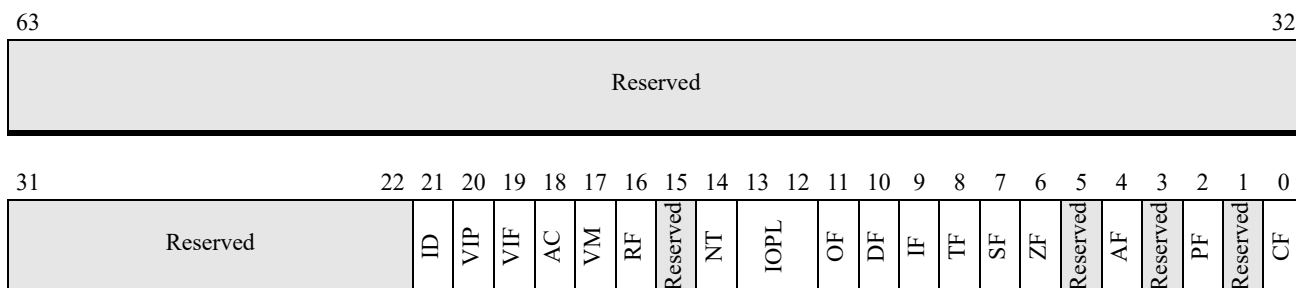 63 32
Reserved
31 22 21 20 19 18 17 16 15 14 13 12 11 10 9 8 7 6 5 4 3 2 1 0
Reserved ID VIP VIF AC VM RF Reserved NT IOPL OF DF IF TF SF ZF Reserved AF Reserved PF Reserved CF